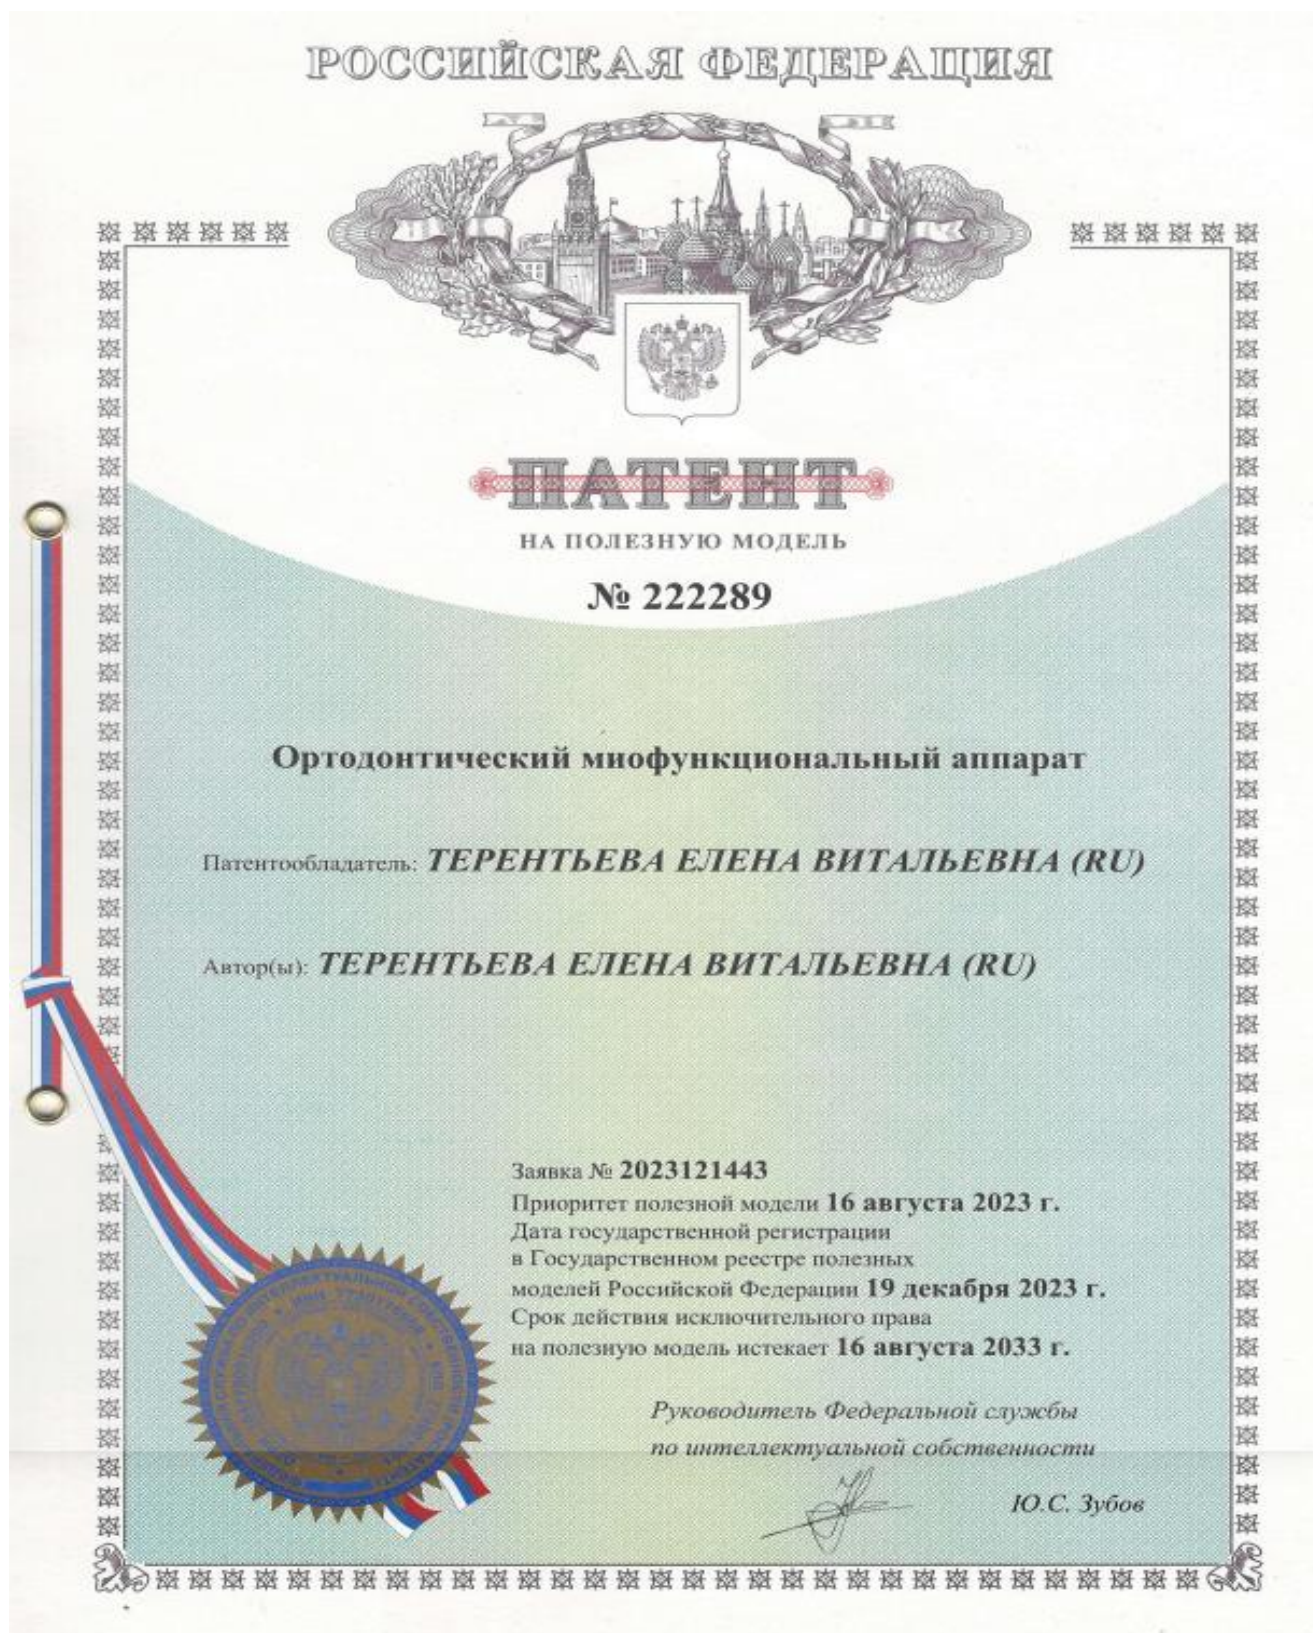 РОССИЙСКАЯ ФЕДЕРАЦИЯ
ПАТЕНТ
НА ПОЛЕЗНУЮ МОДЕЛЬ
№ 222289
Ортодонтический миофункциональный аппарат
Патентообладатель: ТЕРЕНТЬЕВА ЕЛЕНА ВИТАЛЬЕВНА (RU)
Автор(ы): ТЕРЕНТЬЕВА ЕЛЕНА ВИТАЛЬЕВНА (RU)
Заявка № 2023121443
Приоритет полезной модели 16 августа 2023 г.
Дата государственной регистрации
в Государственном реестре полезных
моделей Российской Федерации 19 декабря 2023 г.
Срок действия исключительного права
на полезную модель истекает 16 августа 2033 г.
Руководитель Федеральной службы
по интеллектуальной собственности
Ю.С. Зубов